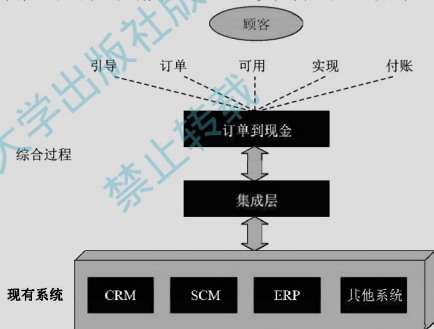 顾客
引导 订单 可用 实现 付账
订单到现金
综合过程
集成层
现有系统 CRM SCM ERP 其他系统
大学出版社版
禁止转载